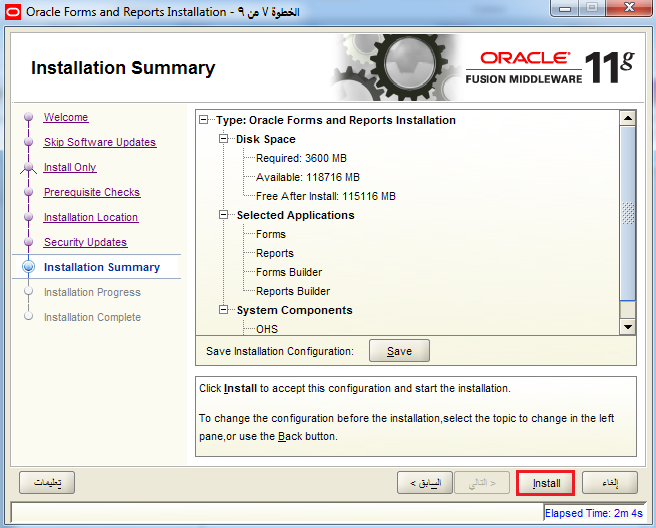 Oracle Forms and Reports Installation - الخطوة ٧ من ٩
Installation Summary
ORACLE
FUSION MIDDLEWARE 11g
Welcome
Skip Software Updates
Install Only
Prerequisite Checks
Installation Location
Security Updates
Installation Summary
Installation Progress
Installation Complete
Type: Oracle Forms and Reports Installation
Disk Space
Required: 3600 MB
Available: 118716 MB
Free After Install: 115116 MB
Selected Applications
Forms
Reports
Forms Builder
Reports Builder
System Components
OHS
Save Installation Configuration: Save
Click Install to accept this configuration and start the installation.
To change the configuration before the installation,select the topic to change in the left
pane,or use the Back button.
تعليمات < السابق التالي > Install إلغاء
Elapsed Time: 2m 4s